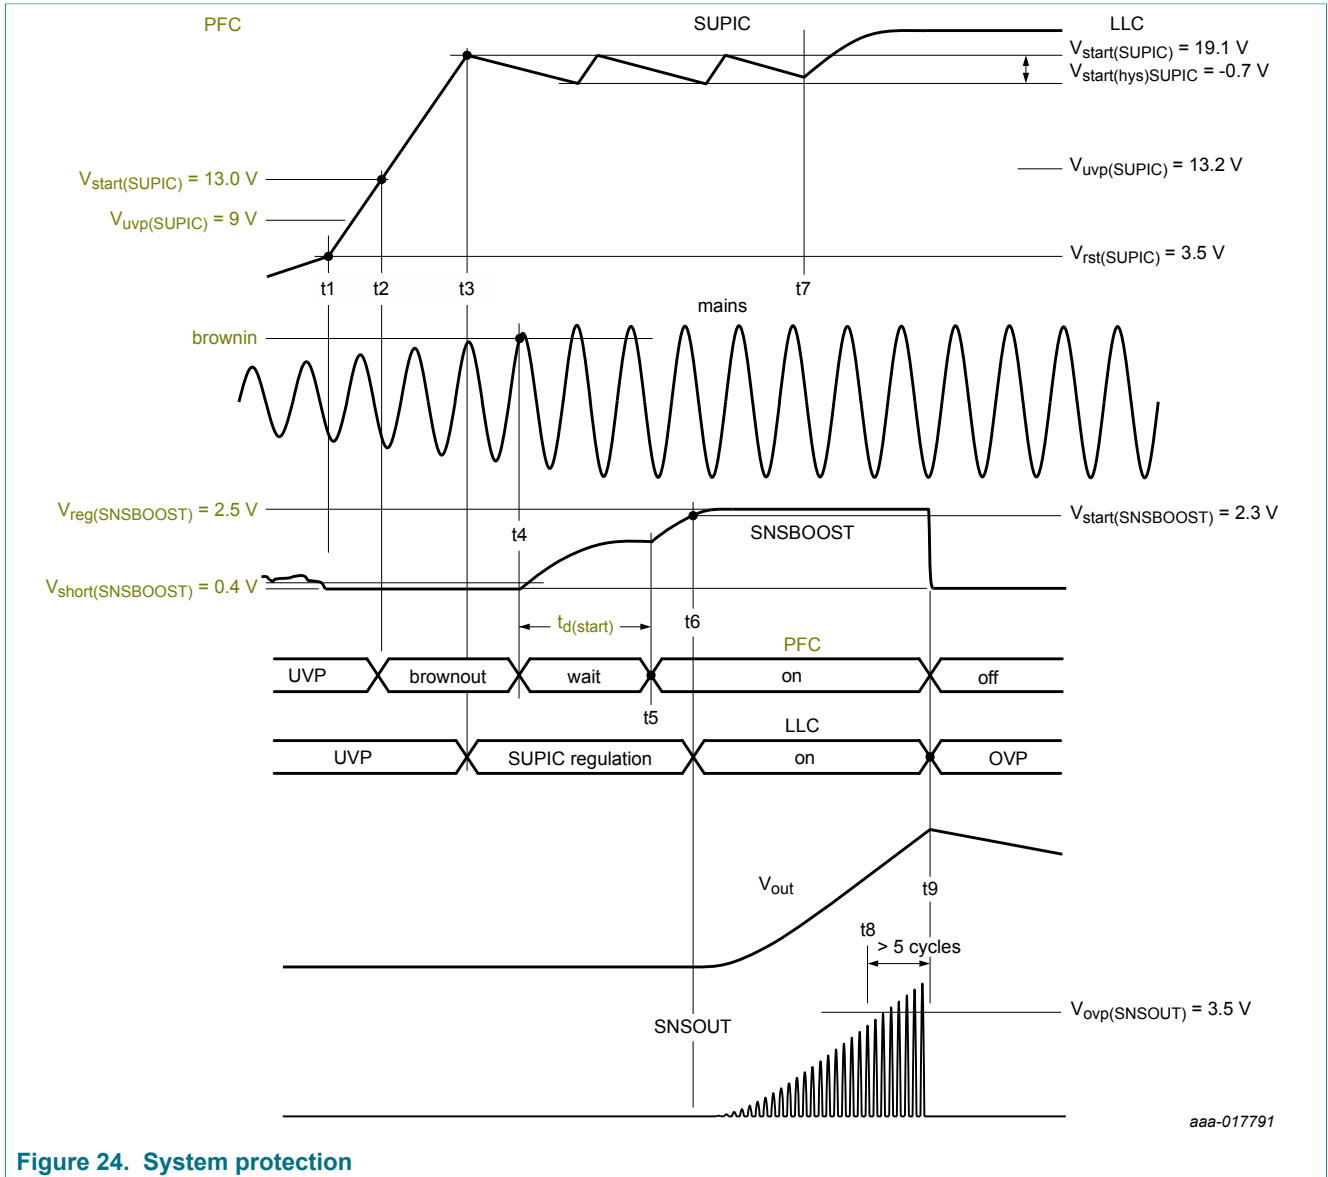 PFC
SUPIC
LLC
Vstart(SUPIC) = 19.1 V
Vstart(hys)SUPIC = -0.7 V
Vstart(SUPIC) = 13.0 V
Vuvp(SUPIC) = 13.2 V
Vuvp(SUPIC) = 9 V
Vrst(SUPIC) = 3.5 V
t1
t2
t3
t7
mains
brownin
Vreg(SNSBOOST) = 2.5 V
Vstart(SNSBOOST) = 2.3 V
t4
SNSBOOST
Vshort(SNSBOOST) = 0.4 V
td(start)
t6
PFC
UVP
brownout
wait
on
off
t5
LLC
UVP
SUPIC regulation
on
OVP
Vout
t9
t8
> 5 cycles
Vovp(SNSOUT) = 3.5 V
SNSOUT
aaa-017791
Figure 24. System protection